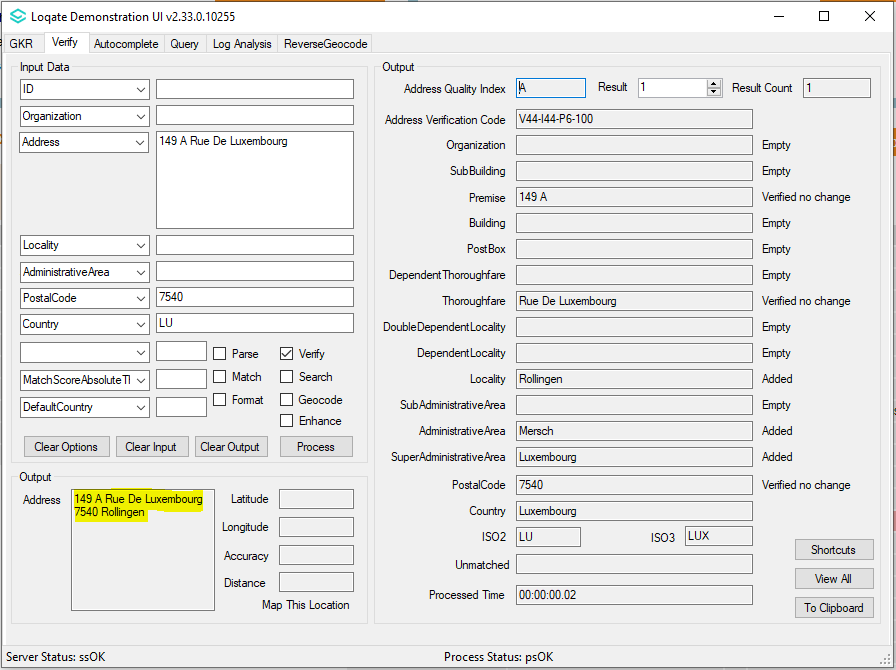 Loqate Demonstration UI v2.33.0.10255
GKR Verify Autocomplete Query Log Analysis ReverseGeocode
Input Data
ID
Organization
Address 149 A Rue De Luxembourg
Locality
AdministrativeArea
PostalCode 7540
Country LU
Parse Verify
MatchScoreAbsoluteTl Match Search
DefaultCountry Format Geocode
Enhance
Clear Options Clear Input Clear Output Process
Output
Address 149 A Rue De Luxembourg
7540 Rollingen
Latitude
Longitude
Accuracy
Distance
Map This Location
Output
Address Quality Index A Result 1 Result Count 1
Address Verification Code V44-I44-P6-100
Organization Empty
SubBuilding Empty
Premise 149 A Verified no change
Building Empty
PostBox Empty
DependentThoroughfare Empty
Thoroughfare Rue De Luxembourg Verified no change
DoubleDependentLocality Empty
DependentLocality Empty
Locality Rollingen Added
SubAdministrativeArea Empty
AdministrativeArea Mersch Added
SuperAdministrativeArea Luxembourg Added
PostalCode 7540 Verified no change
Country Luxembourg
ISO2 LU ISO3 LUX
Unmatched
Processed Time 00:00:00.02
Shortcuts
View All
To Clipboard
Server Status: ssOK Process Status: psOK